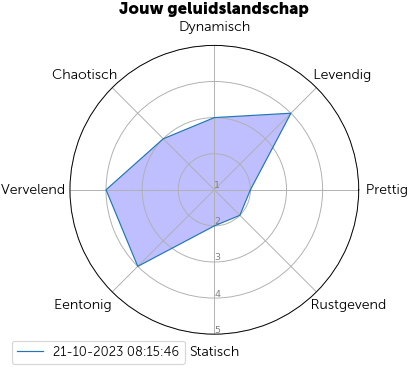 Jouw geluidslandschap
Dynamisch
Chaotisch
Levendig
Vervelend
1
Prettig
2
3
Eentonig
4
Rustgevend
5
21-10-2023 08:15:46
Statisch